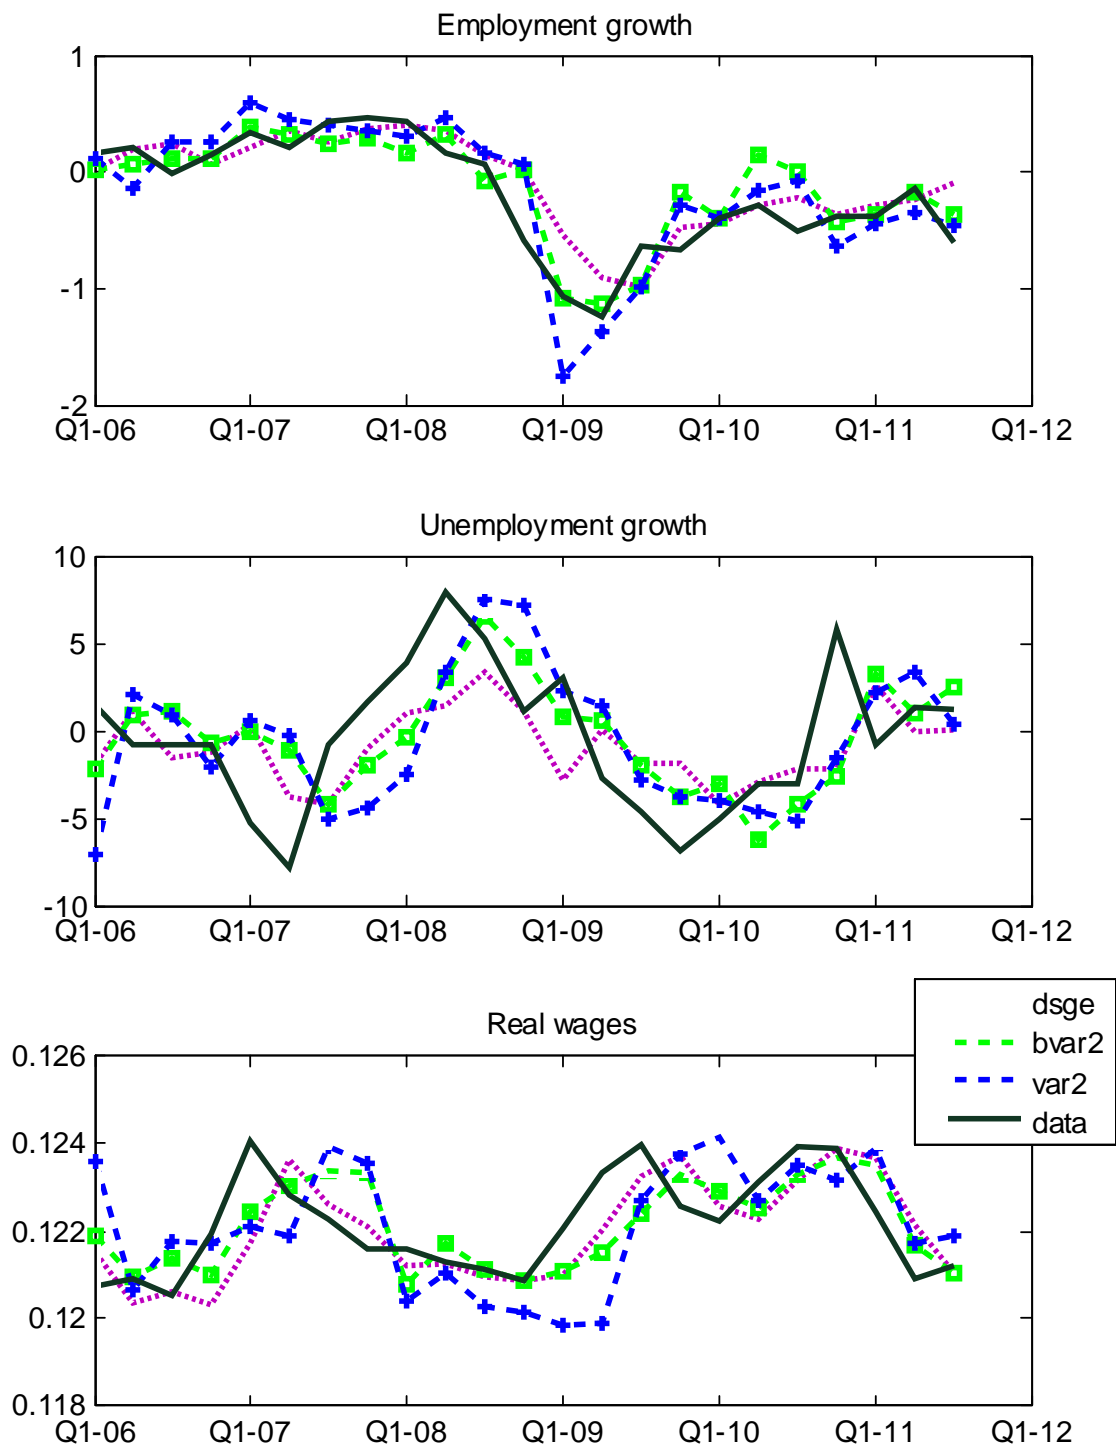 Employment growth
1
0
-1
-2
Q1-06 Q1-07 Q1-08 Q1-09 Q1-10 Q1-11 Q1-12
Unemployment growth
10
5
0
-5
-10
Q1-06 Q1-07 Q1-08 Q1-09 Q1-10 Q1-11 Q1-12
dsge
bvar2
var2
data
Real wages
0.126
0.124
0.122
0.12
0.118
Q1-06 Q1-07 Q1-08 Q1-09 Q1-10 Q1-11 Q1-12